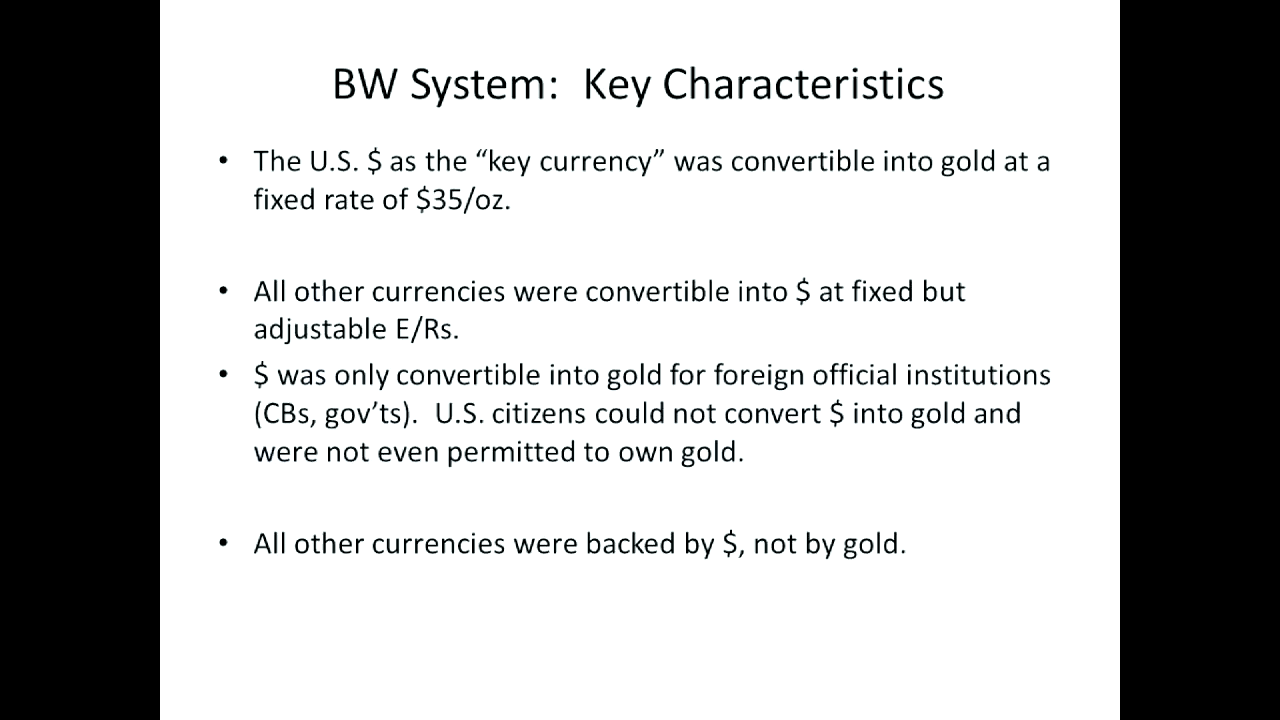 BW System:  Key Characteristics
• The U.S. $ as the “key currency” was convertible into gold at a
fixed rate of $35/oz.
• All other currencies were convertible into $ at fixed but
adjustable E/Rs.
• $ was only convertible into gold for foreign official institutions
(CBs, gov’ts).  U.S. citizens could not convert $ into gold and
were not even permitted to own gold.
• All other currencies were backed by $, not by gold.